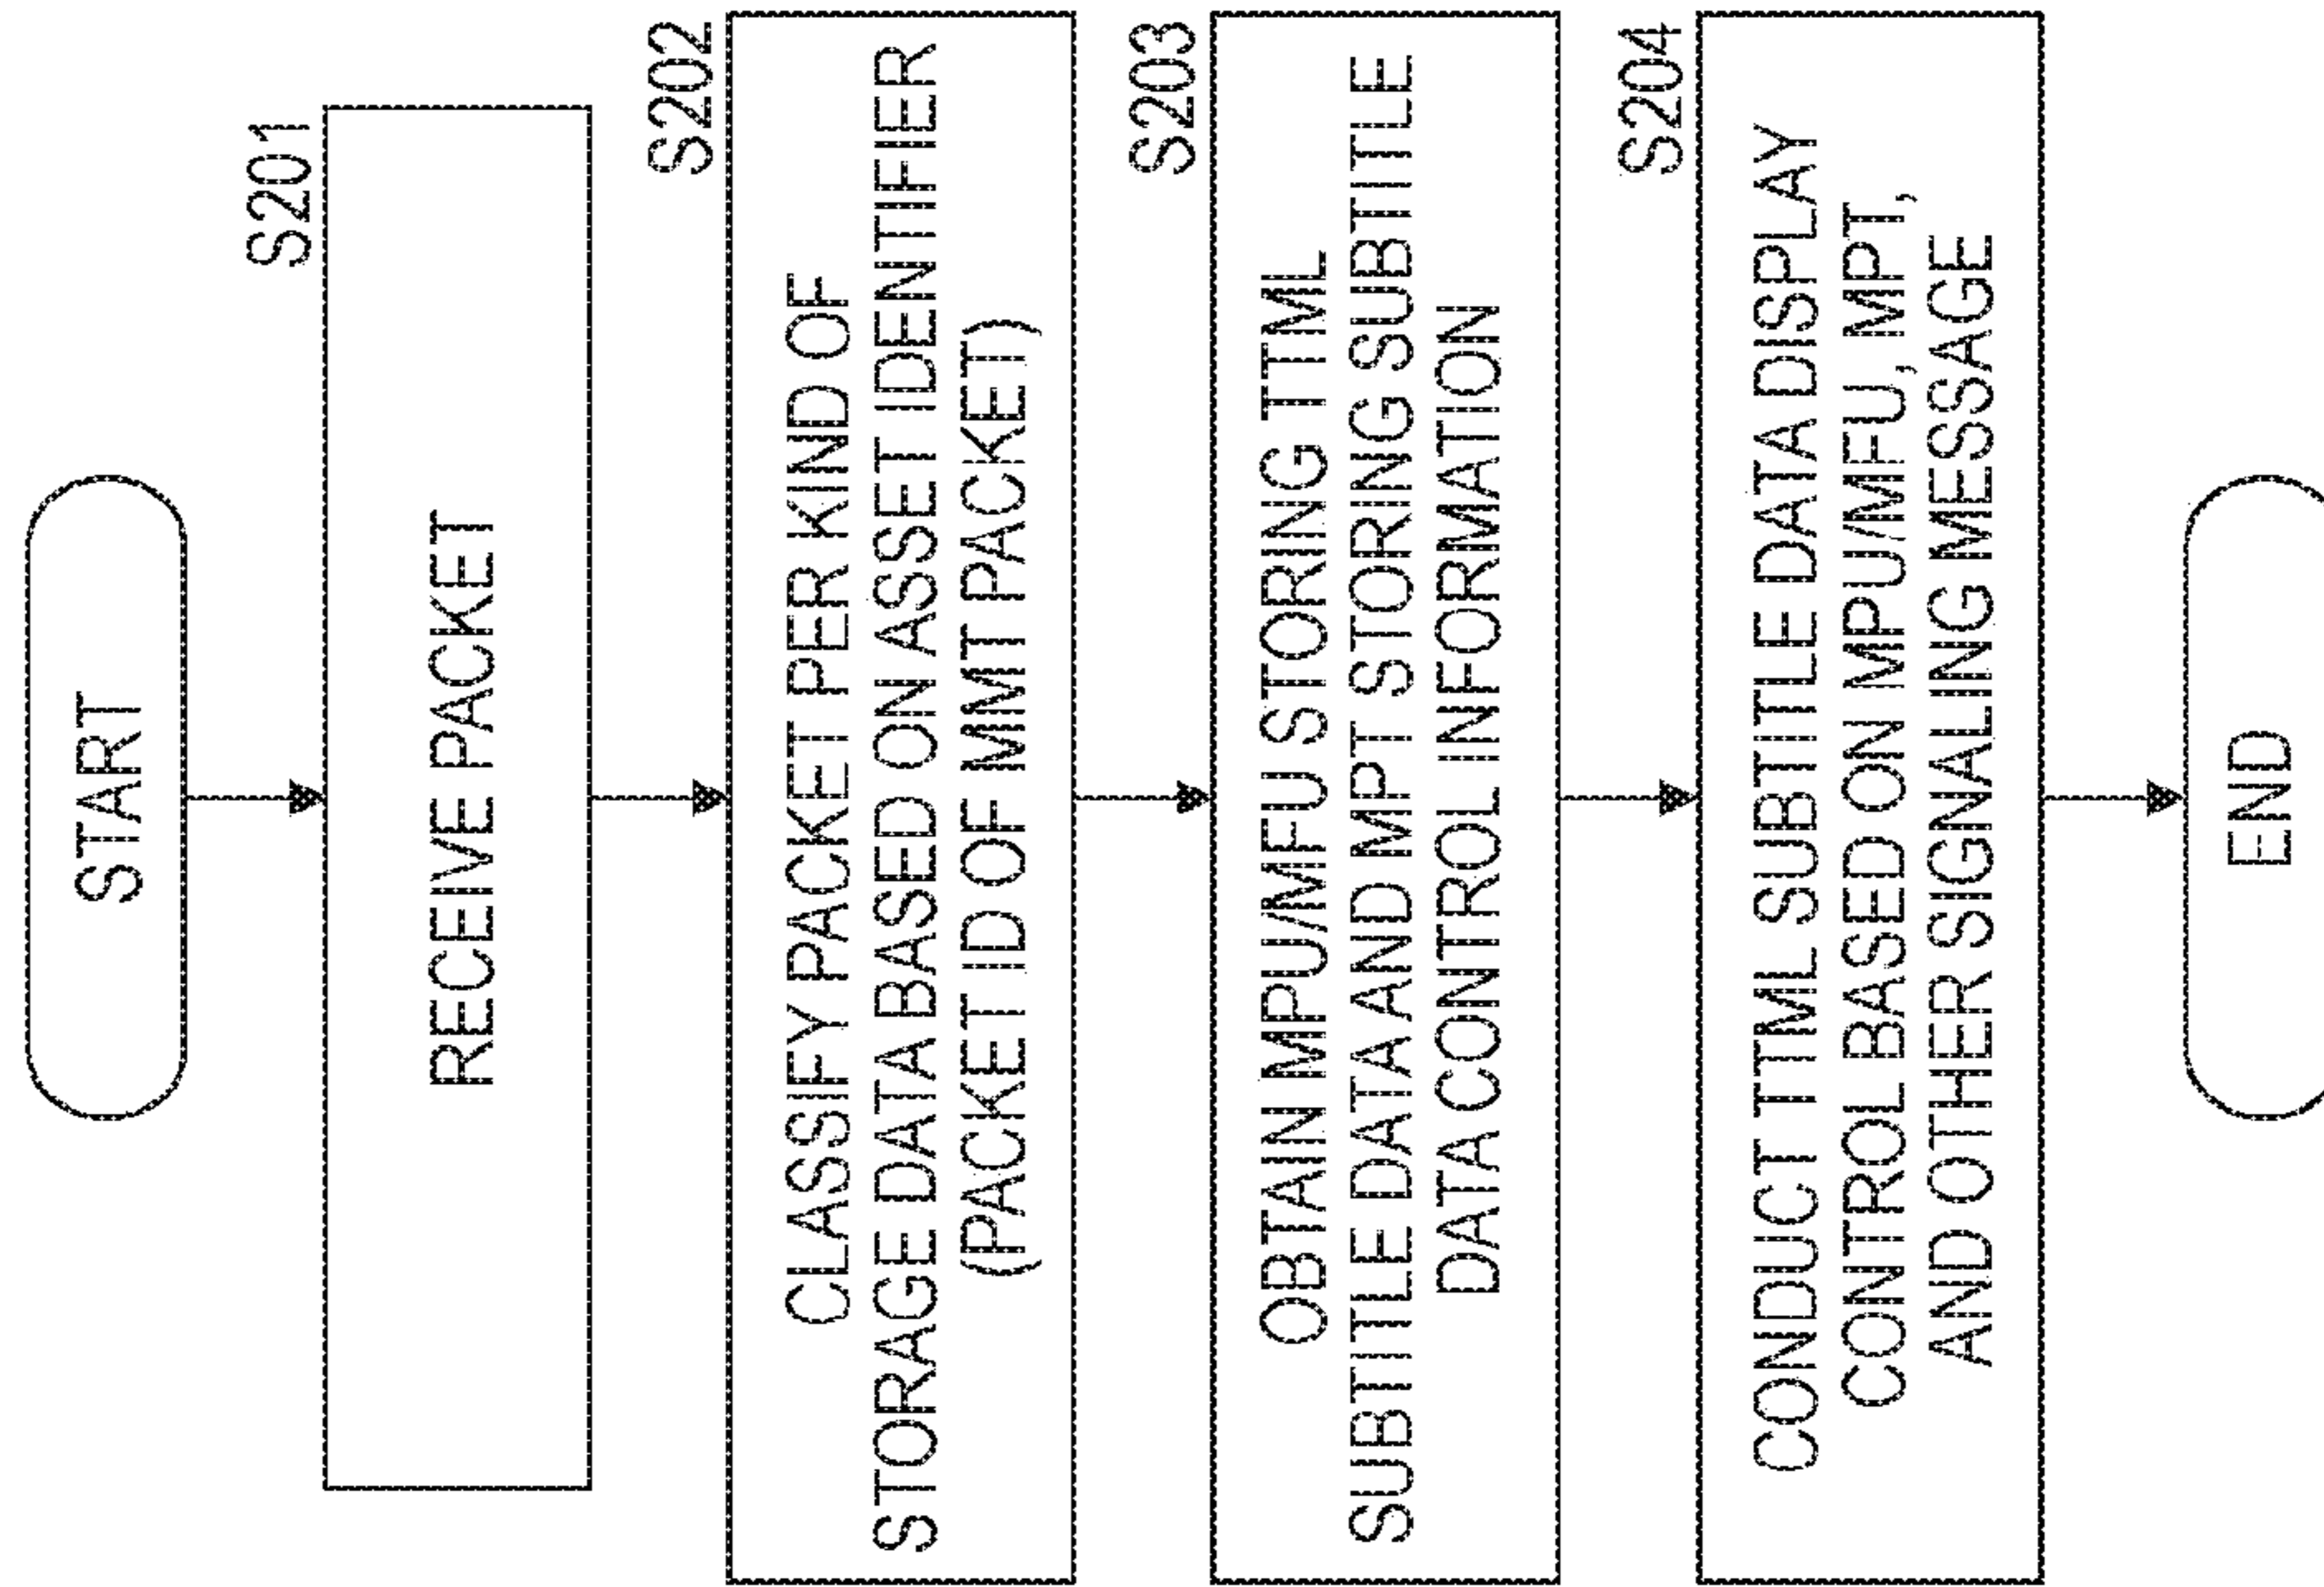 START
S201
RECEIVE PACKET
S202
CLASSIFY PACKET PER KIND OF
STORAGE DATA BASED ON ASSET IDENTIFIER
(PACKET ID OF MMT PACKET)
S203
OBTAIN MPU/MFU STORING TTML
SUBTITLE DATA AND MPT STORING SUBTITLE
DATA CONTROL INFORMATION
S204
CONDUCT TTML SUBTITLE DATA DISPLAY
CONTROL BASED ON MPU/MFU, MPT,
AND OTHER SIGNALING MESSAGE
END